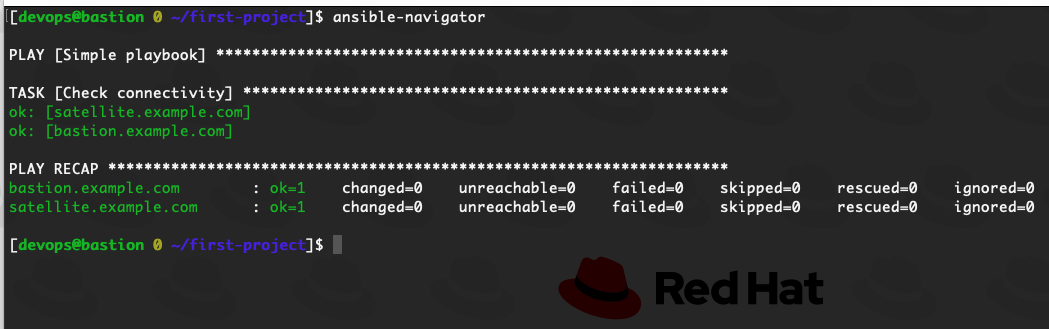 [devops@bastion 0 ~/first-project]$ ansible-navigator
PLAY [Simple playbook] *********************************************************
TASK [Check connectivity] ******************************************************
ok: [satellite.example.com]
ok: [bastion.example.com]
PLAY RECAP *********************************************************************
bastion.example.com        : ok=1    changed=0    unreachable=0    failed=0    skipped=0    rescued=0    ignored=0
satellite.example.com      : ok=1    changed=0    unreachable=0    failed=0    skipped=0    rescued=0    ignored=0
[devops@bastion 0 ~/first-project]$
Red Hat